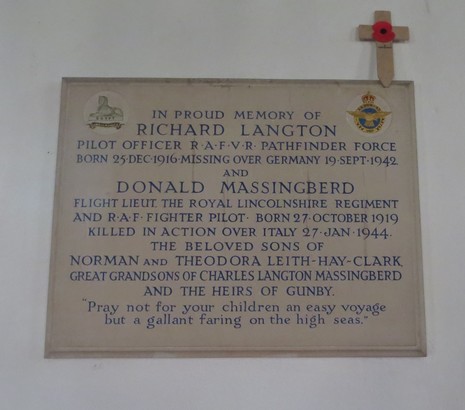 IN PROUD MEMORY OF
RICHARD LANGTON
PILOT OFFICER R·A·F·V·R· PATHFINDER FORCE
BORN 25·DEC·1916·MISSING OVER GERMANY 19·SEPT·1942.
AND
DONALD MASSINGBERD
FLIGHT LIEUT. THE ROYAL LINCOLNSHIRE REGIMENT
AND R·A·F· FIGHTER PILOT· BORN 27·OCTOBER 1919
KILLED IN ACTION OVER ITALY 27·JAN·1944.
THE BELOVED SONS OF
NORMAN AND THEODORA LEITH-HAY-CLARK,
GREAT GRANDSONS OF CHARLES LANGTON MASSINGBERD
AND THE HEIRS OF GUNBY.
"Pray not for your children an easy voyage
but a gallant faring on the high seas."